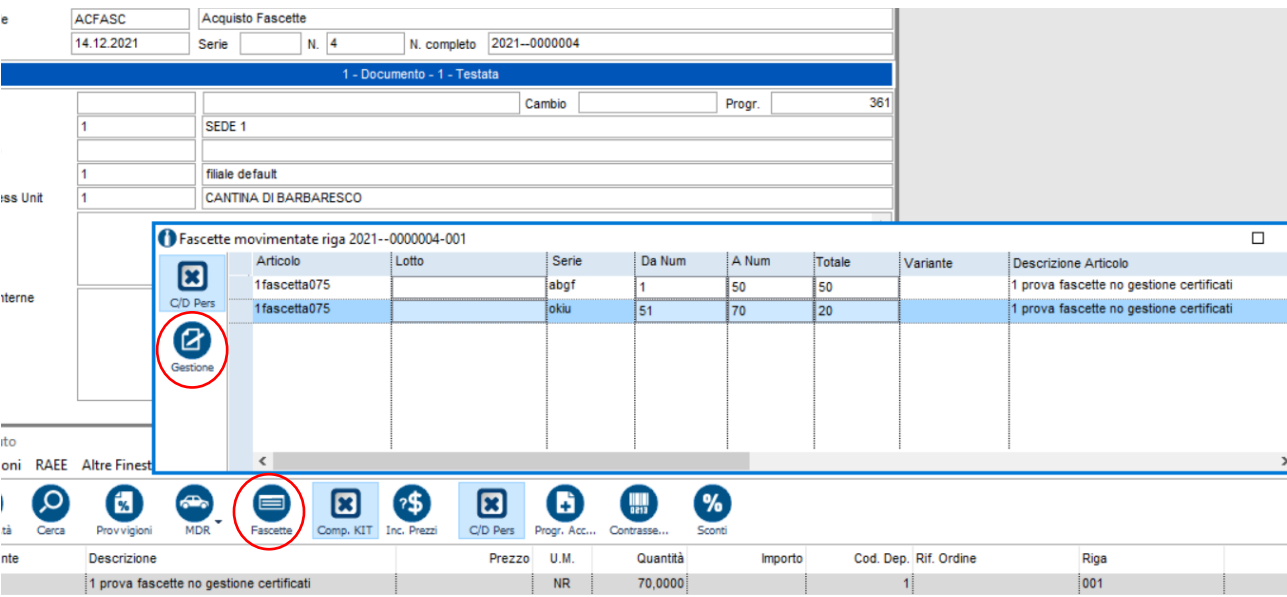 e ACFASC Acquisto Fascette
14.12.2021 Serie N. 4 N. completo 2021--0000004
1 - Documento - 1 - Testata
Cambio Progr. 361
1 SEDE 1
1 filiale default
ess Unit 1 CANTINA DI BARBARESCO
Fascette movimentate riga 2021--0000004-001
Articolo Lotto Serie Da Num A Num Totale Variante Descrizione Articolo
1fascetta075 abgf 1 50 50 1 prova fascette no gestione certificati
C/D Pers
1fascetta075 okiu 51 70 20 1 prova fascette no gestione certificati
nterne
Gestione
uto
oni RAEE Altre Finest
tà Cerca Provvigioni MDR Fascette Comp. KIT Inc. Prezzi C/D Pers Progr. Acc... Contrasse... Sconti
nte Descrizione Prezzo U.M. Quantità Importo Cod. Dep. Rif. Ordine Riga
1 prova fascette no gestione certificati NR 70,0000 1 001